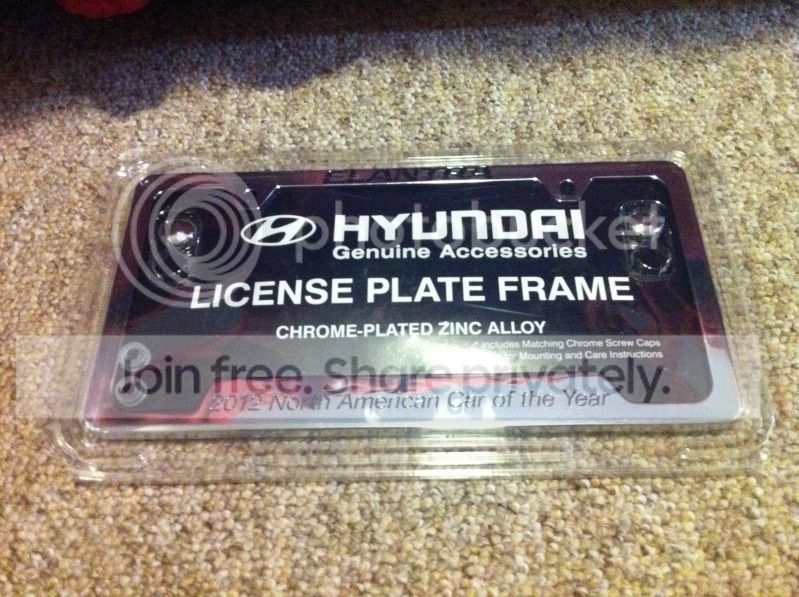 ELANTRA
HYUNDAI
photobucket
Genuine Accessories
LICENSE PLATE FRAME
CHROME-PLATED ZINC ALLOY
* Includes Matching Chrome Screw Caps
Mounting and Care Instructions
Join free. Share privately.
2012 North American Car of the Year